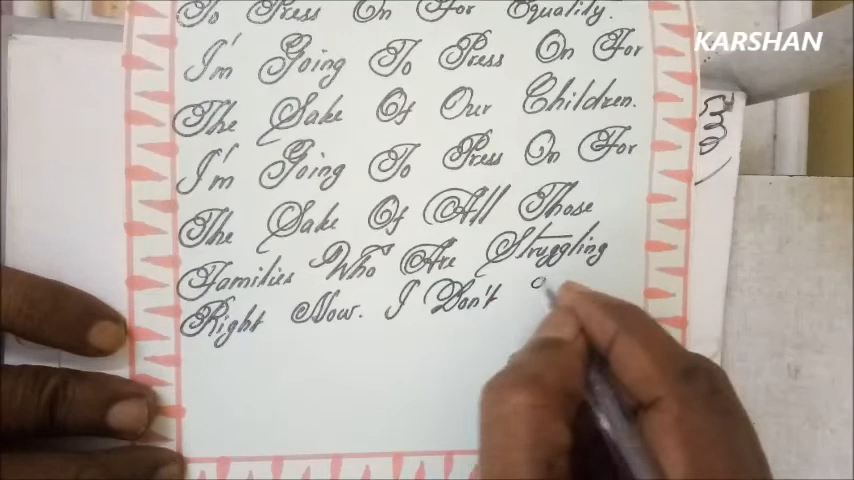 To Press On For Equality.
I'm Going To Press On For
The Sake Of Our Children.
I'm Going To Press On For
The Sake Of All Those
Families Who Are Struggling
Right Now. I Don't
KARSHAN